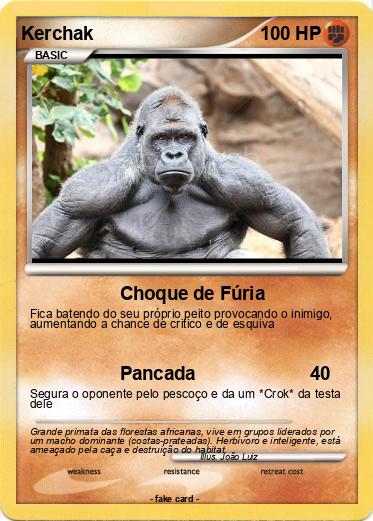 Kerchak
100 HP
BASIC
Choque de Fúria
Fica batendo do seu próprio peito provocando o inimigo,
aumentando a chance de critico e de esquiva
Pancada
40
Segura o oponente pelo pescoço e da um *Crok* da testa
dele
Grande primata das florestas africanas, vive em grupos liderados por
um macho dominante (costas-prateadas). Herbívoro e inteligente, está
ameaçado pela caça e destruição do habitat.
Illus. João Luiz
weakness
resistance
retreat cost
- fake card -